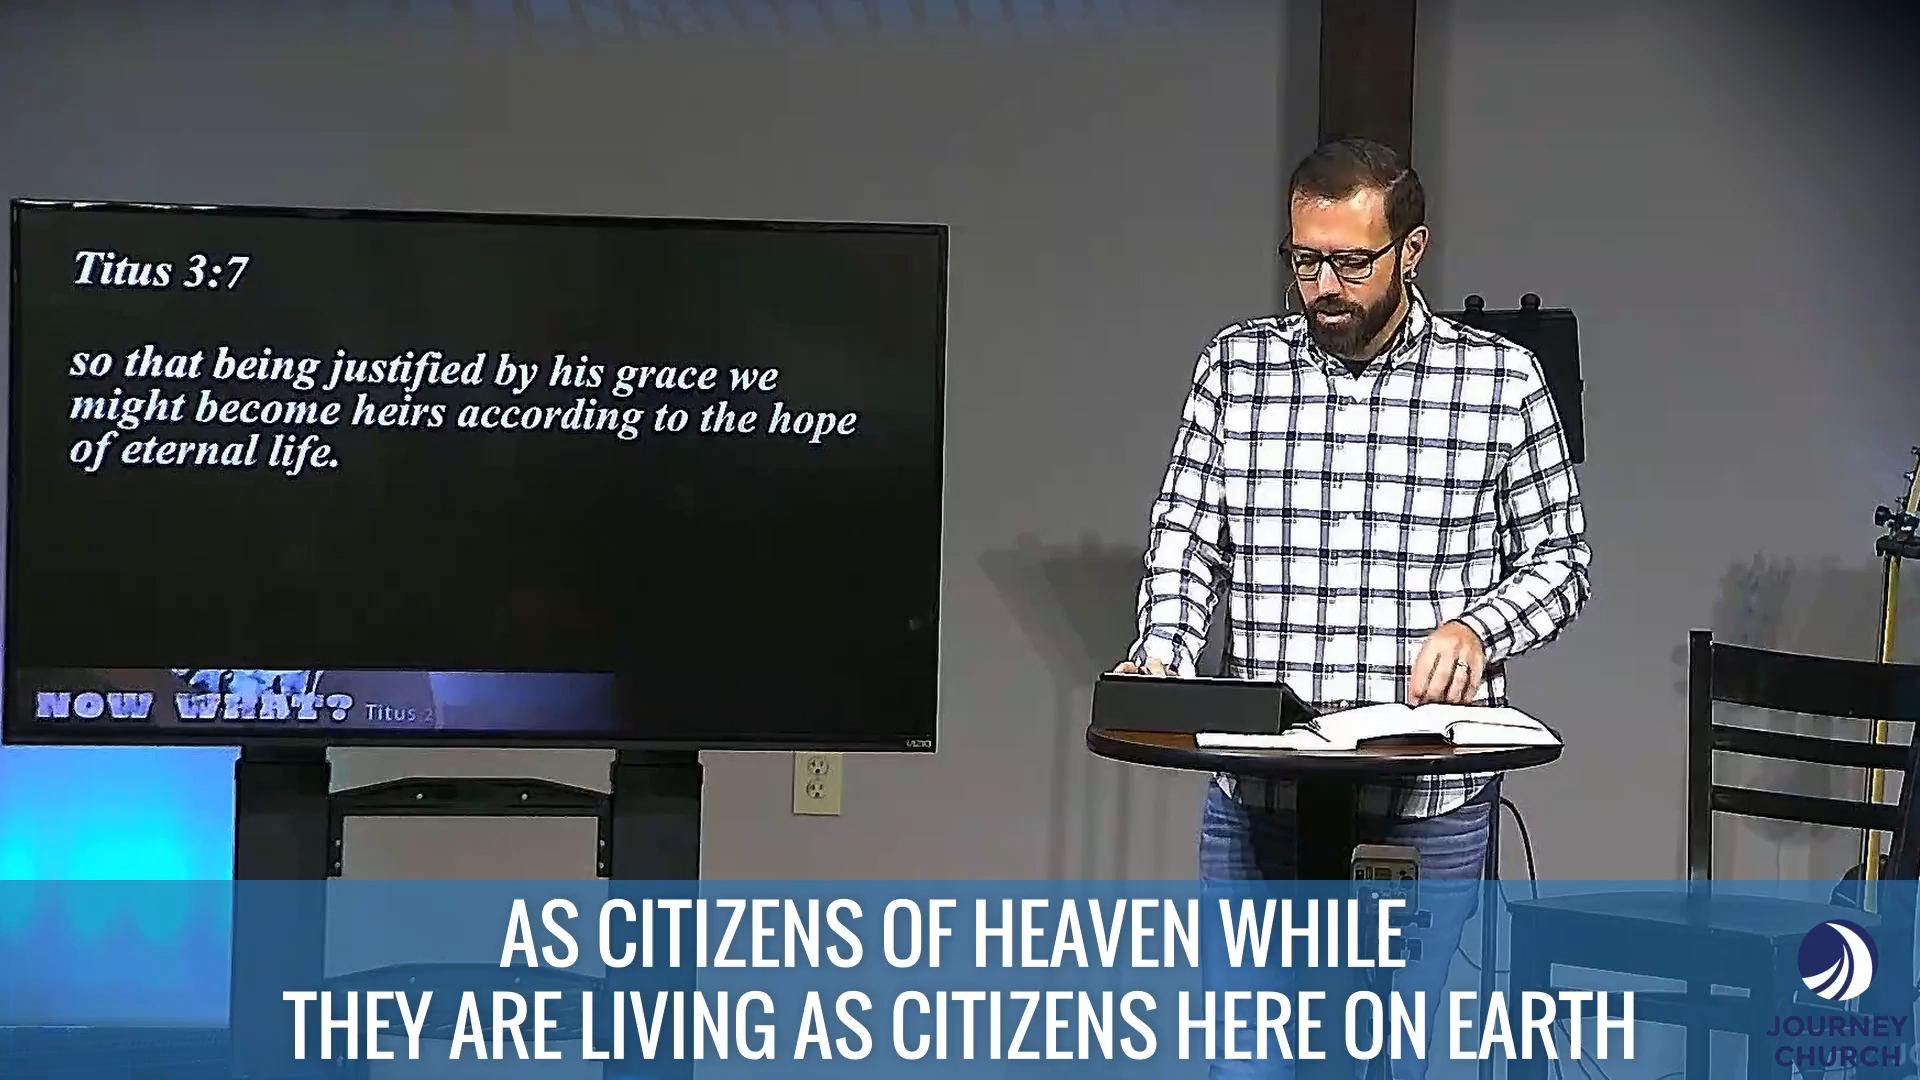 Titus 3:7
so that being justified by his grace we
might become heirs according to the hope
of eternal life.
NOW WHAT? Titus 2
VIZIO
AS CITIZENS OF HEAVEN WHILE
THEY ARE LIVING AS CITIZENS HERE ON EARTH
JOURNEY
CHURCH